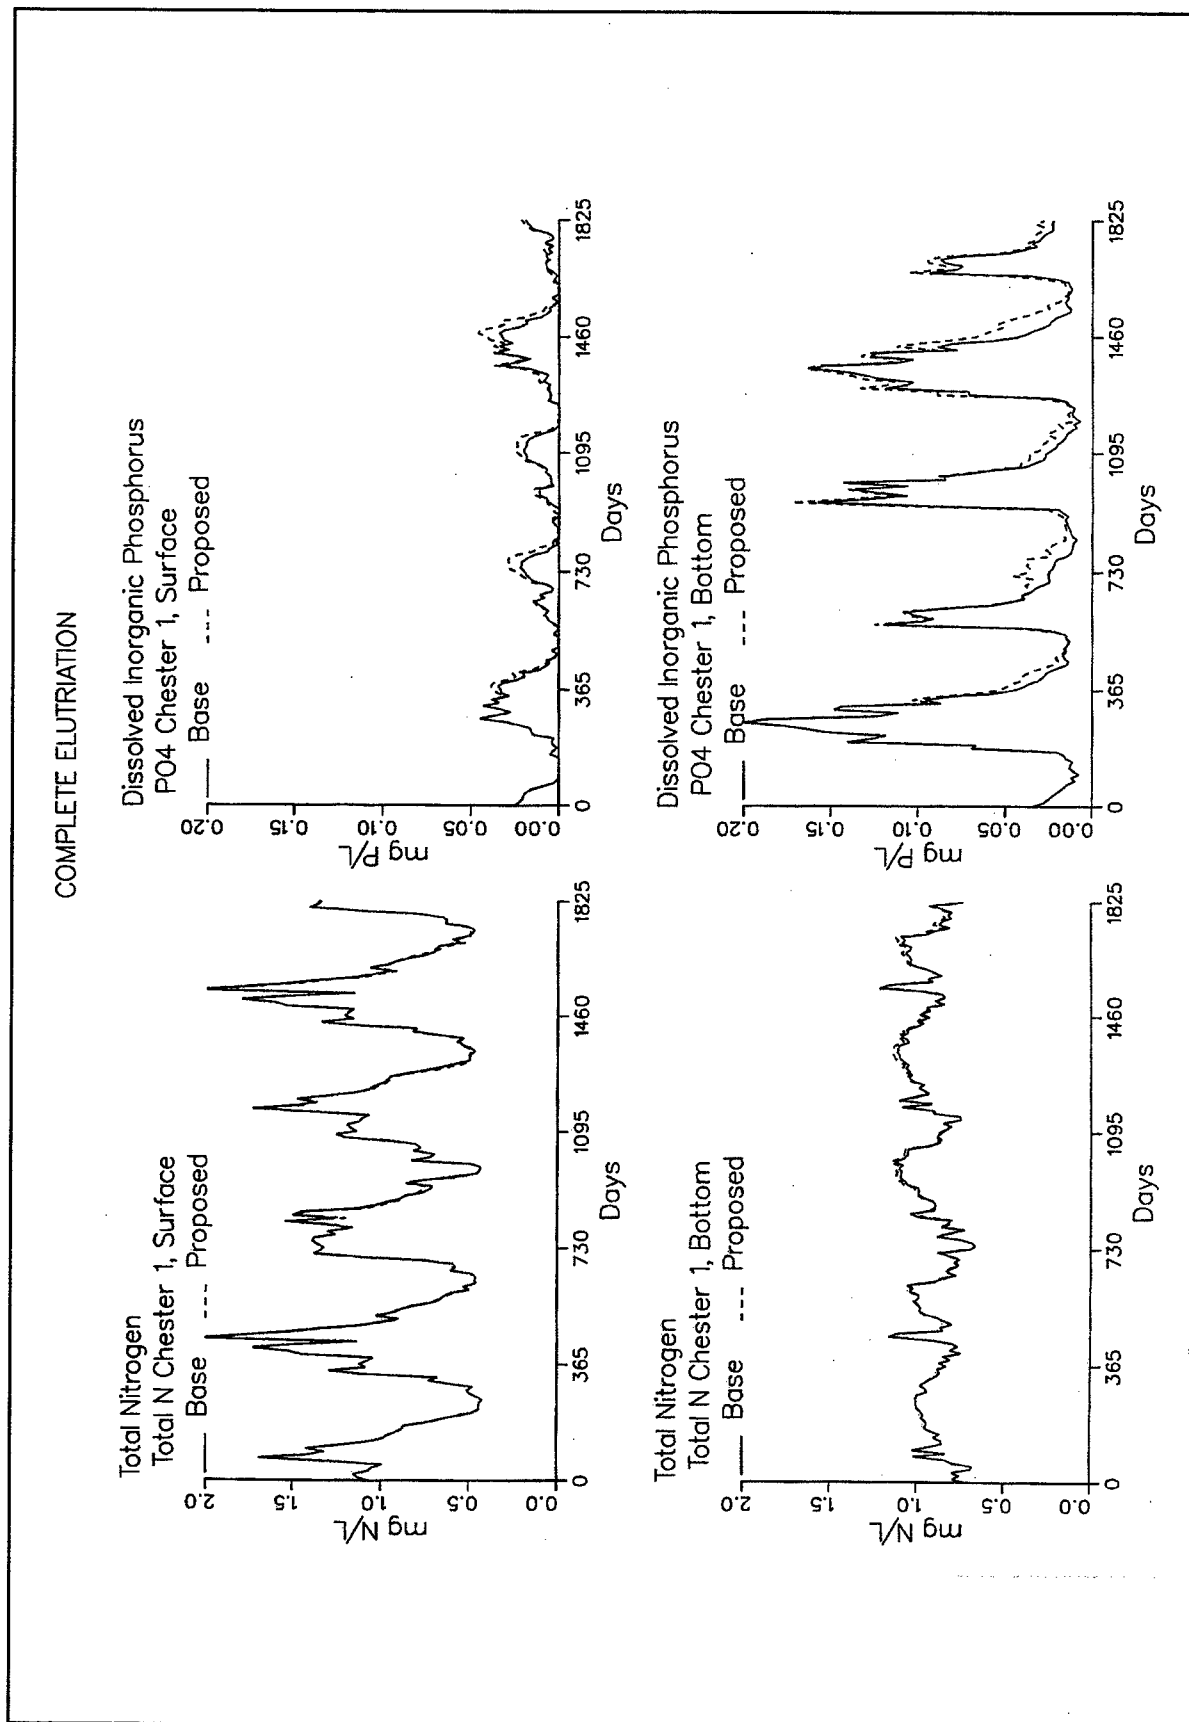 COMPLETE ELUTRIATION
Total Nitrogen
Total N Chester 1, Surface
Base Proposed
mg N/L
2.0
1.5
1.0
0.5
0.0
0 365 730 1095 1460 1825
Days
Dissolved Inorganic Phosphorus
PO4 Chester 1, Surface
Base Proposed
mg P/L
0.20
0.15
0.10
0.05
0.00
0 365 730 1095 1460 1825
Days
Total Nitrogen
Total N Chester 1, Bottom
Base Proposed
mg N/L
2.0
1.5
1.0
0.5
0.0
0 365 730 1095 1460 1825
Days
Dissolved Inorganic Phosphorus
PO4 Chester 1, Bottom
Base Proposed
mg P/L
0.20
0.15
0.10
0.05
0.00
0 365 730 1095 1460 1825
Days